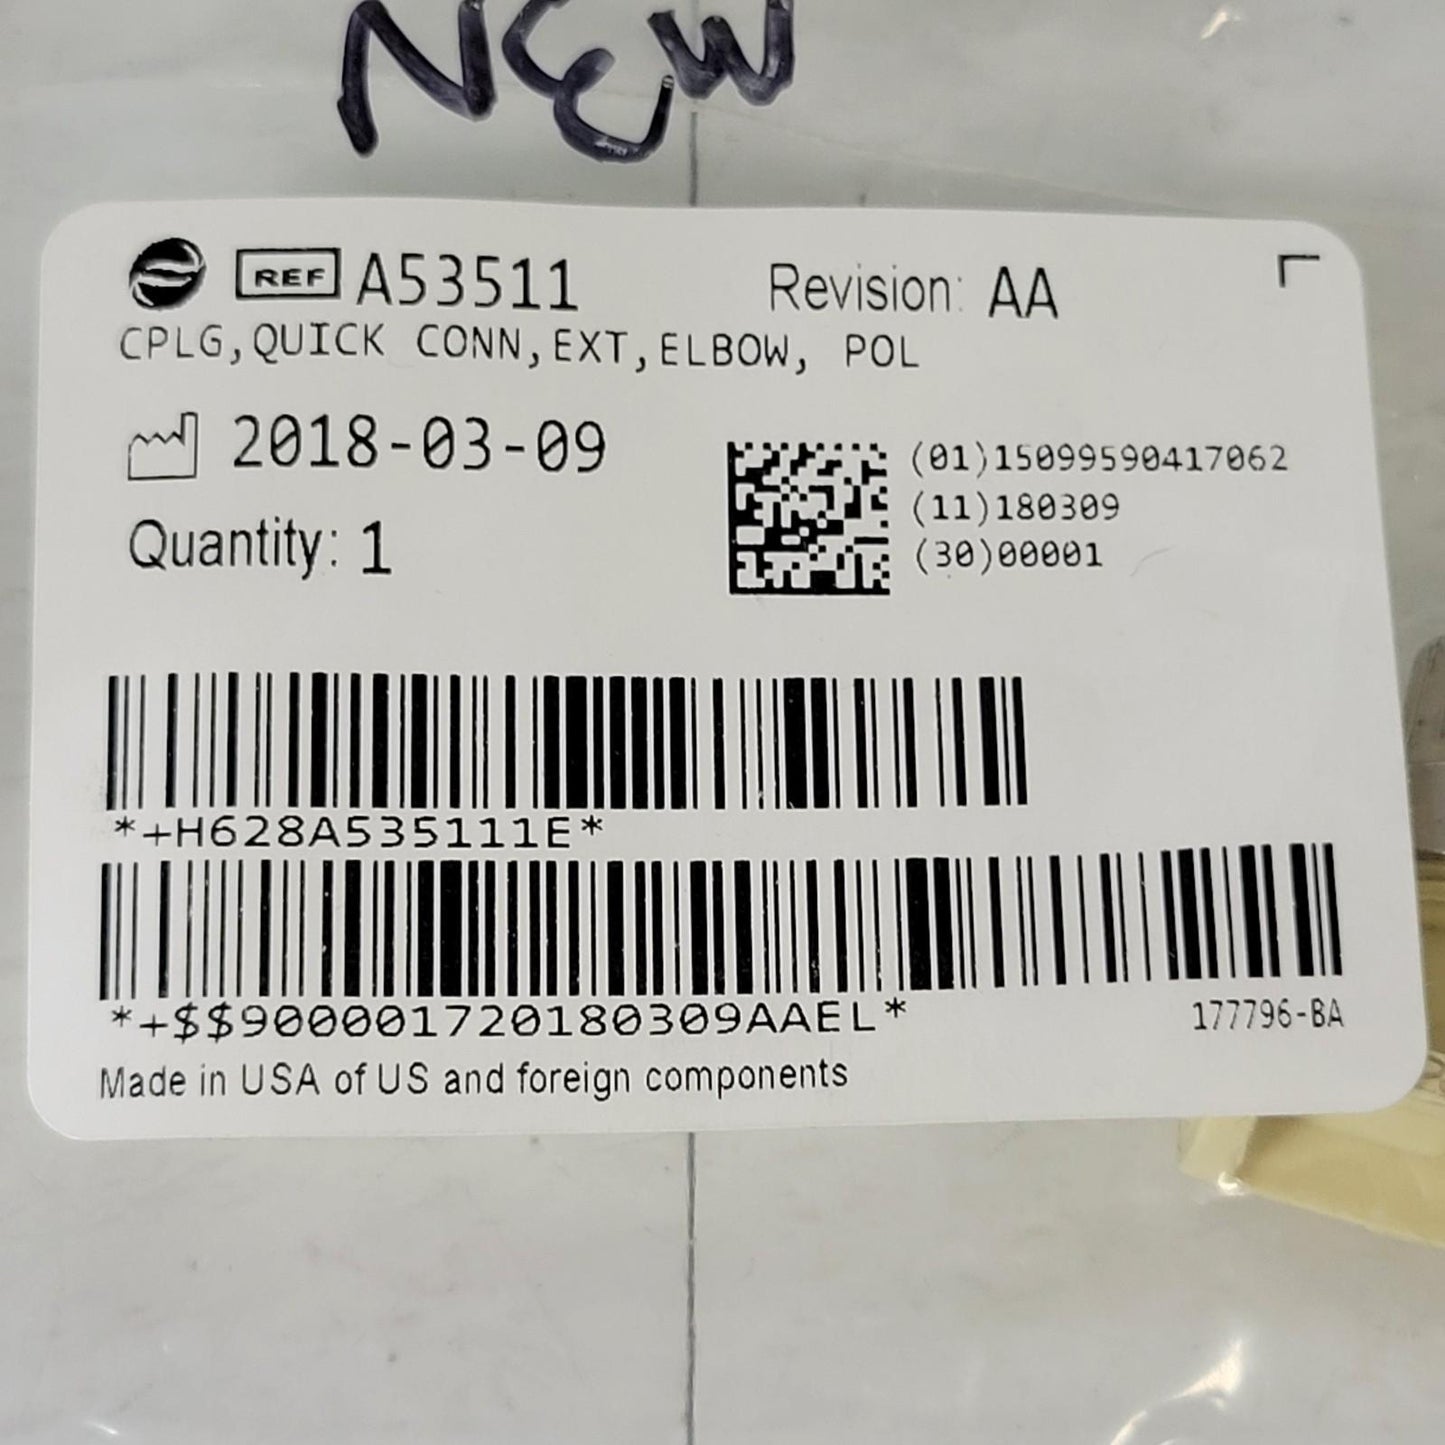 NEW
REF A53511 Revision: AA
CPLG,QUICK CONN,EXT,ELBOW, POL
2018-03-09
Quantity: 1
(01)15099590417062
(11)180309
(30)00001
*+H628A535111E*
*+$$9000001720180309AAEL*
177796-BA
Made in USA of US and foreign components